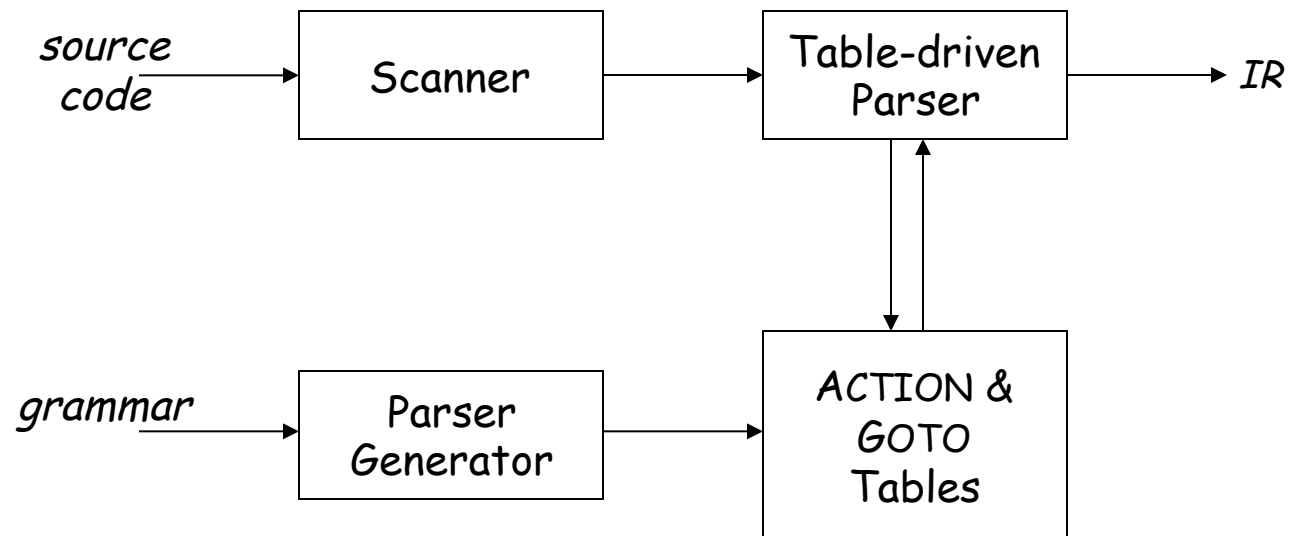 source
code
Scanner
Table-driven
Parser
IR
grammar
Parser
Generator
ACTION &
GOTO
Tables